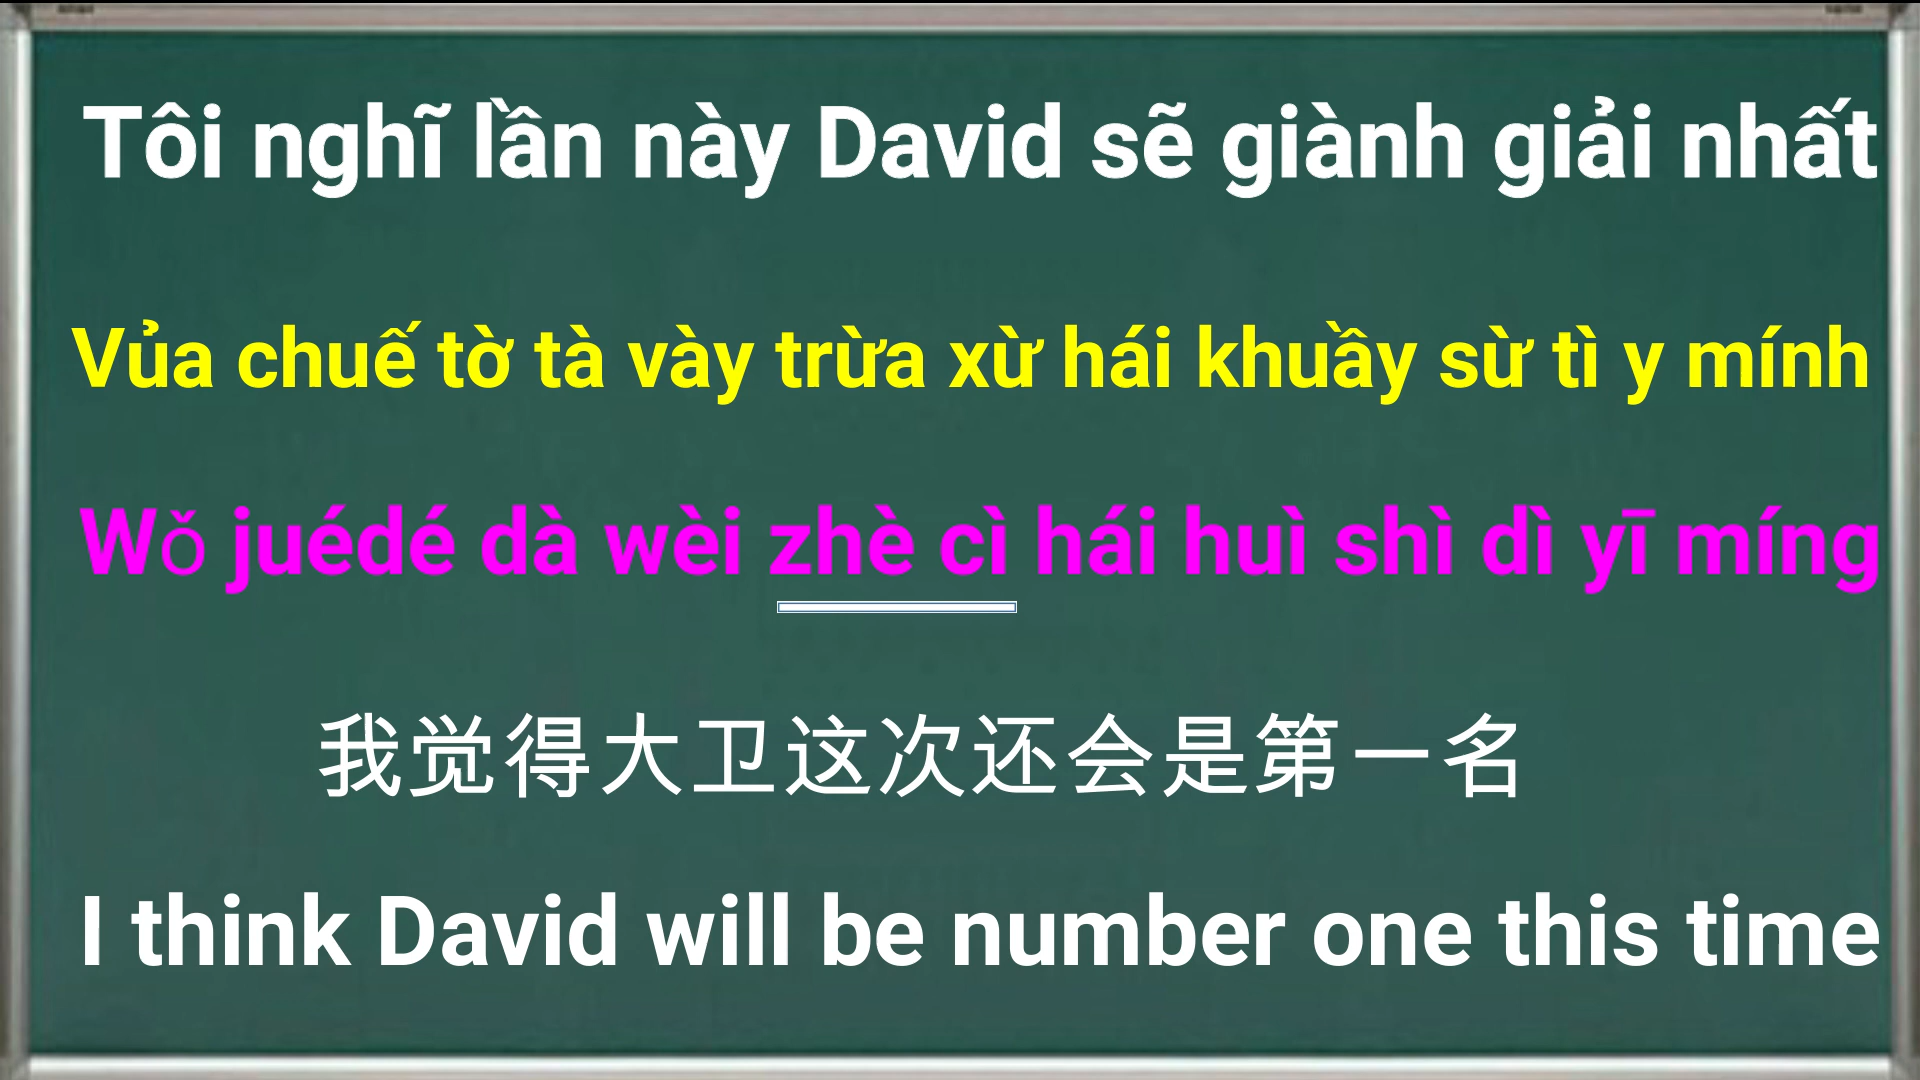 Tôi nghĩ lần này David sẽ giành giải nhất
Vủa chuế tờ tà vày trừa xừ hái khuầy sừ tì y mính
Wǒ juédé dà wèi zhè cì hái huì shì dì yī míng
我觉得大卫这次还会是第一名
I think David will be number one this time